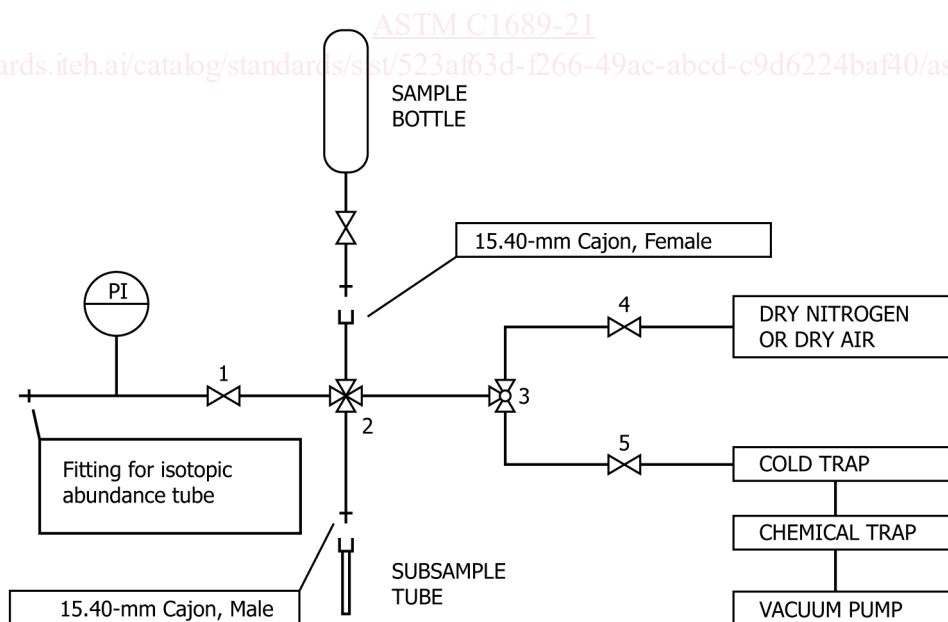 ASTM C1689-21
ards.iteh.ai/catalog/standards/sist/523af63d-f266-49ac-abcd-c9d6224baf40/as
SAMPLE
BOTTLE
15.40-mm Cajon, Female
PI
4
DRY NITROGEN
OR DRY AIR
1
2
3
Fitting for isotopic
abundance tube
5
COLD TRAP
CHEMICAL TRAP
SUBSAMPLE
TUBE
15.40-mm Cajon, Male
VACUUM PUMP